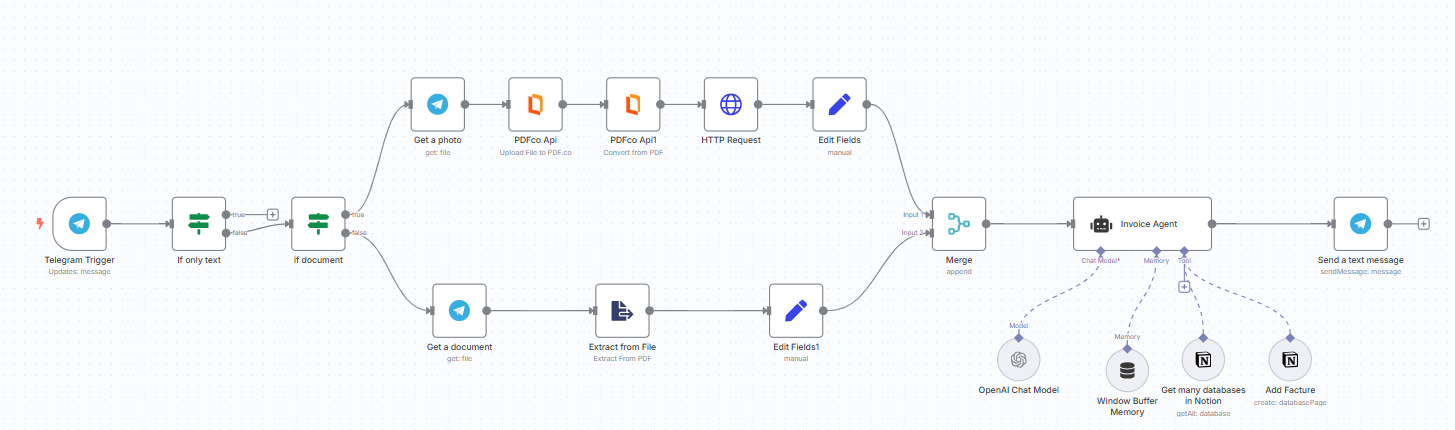 Get a photo
get: file
PDFco Api
Upload File to PDF.co
PDFco Api1
Convert from PDF
HTTP Request
Edit Fields
manual
Telegram Trigger
Updates: message
true
false
If only text
true
false
if document
Input 1
Input 2
Merge
append
Invoice Agent
Chat Model*
Memory
Tool
Send a text message
sendMessage: message
Get a document
get: file
Extract from File
Extract From PDF
Edit Fields1
manual
Model
OpenAI Chat Model
Memory
Window Buffer
Memory
Get many databases
in Notion
getAll: database
Add Facture
create: databasePage